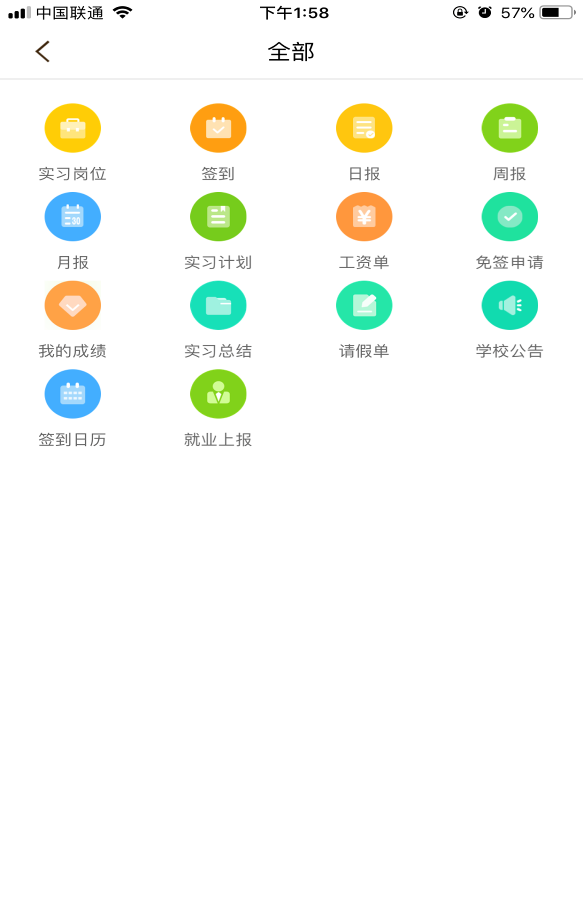 中国联通 下午1:58 57%
全部
实习岗位 签到 日报 周报
30
月报 实习计划 工资单 免签申请
我的成绩 实习总结 请假单 学校公告
签到日历 就业上报